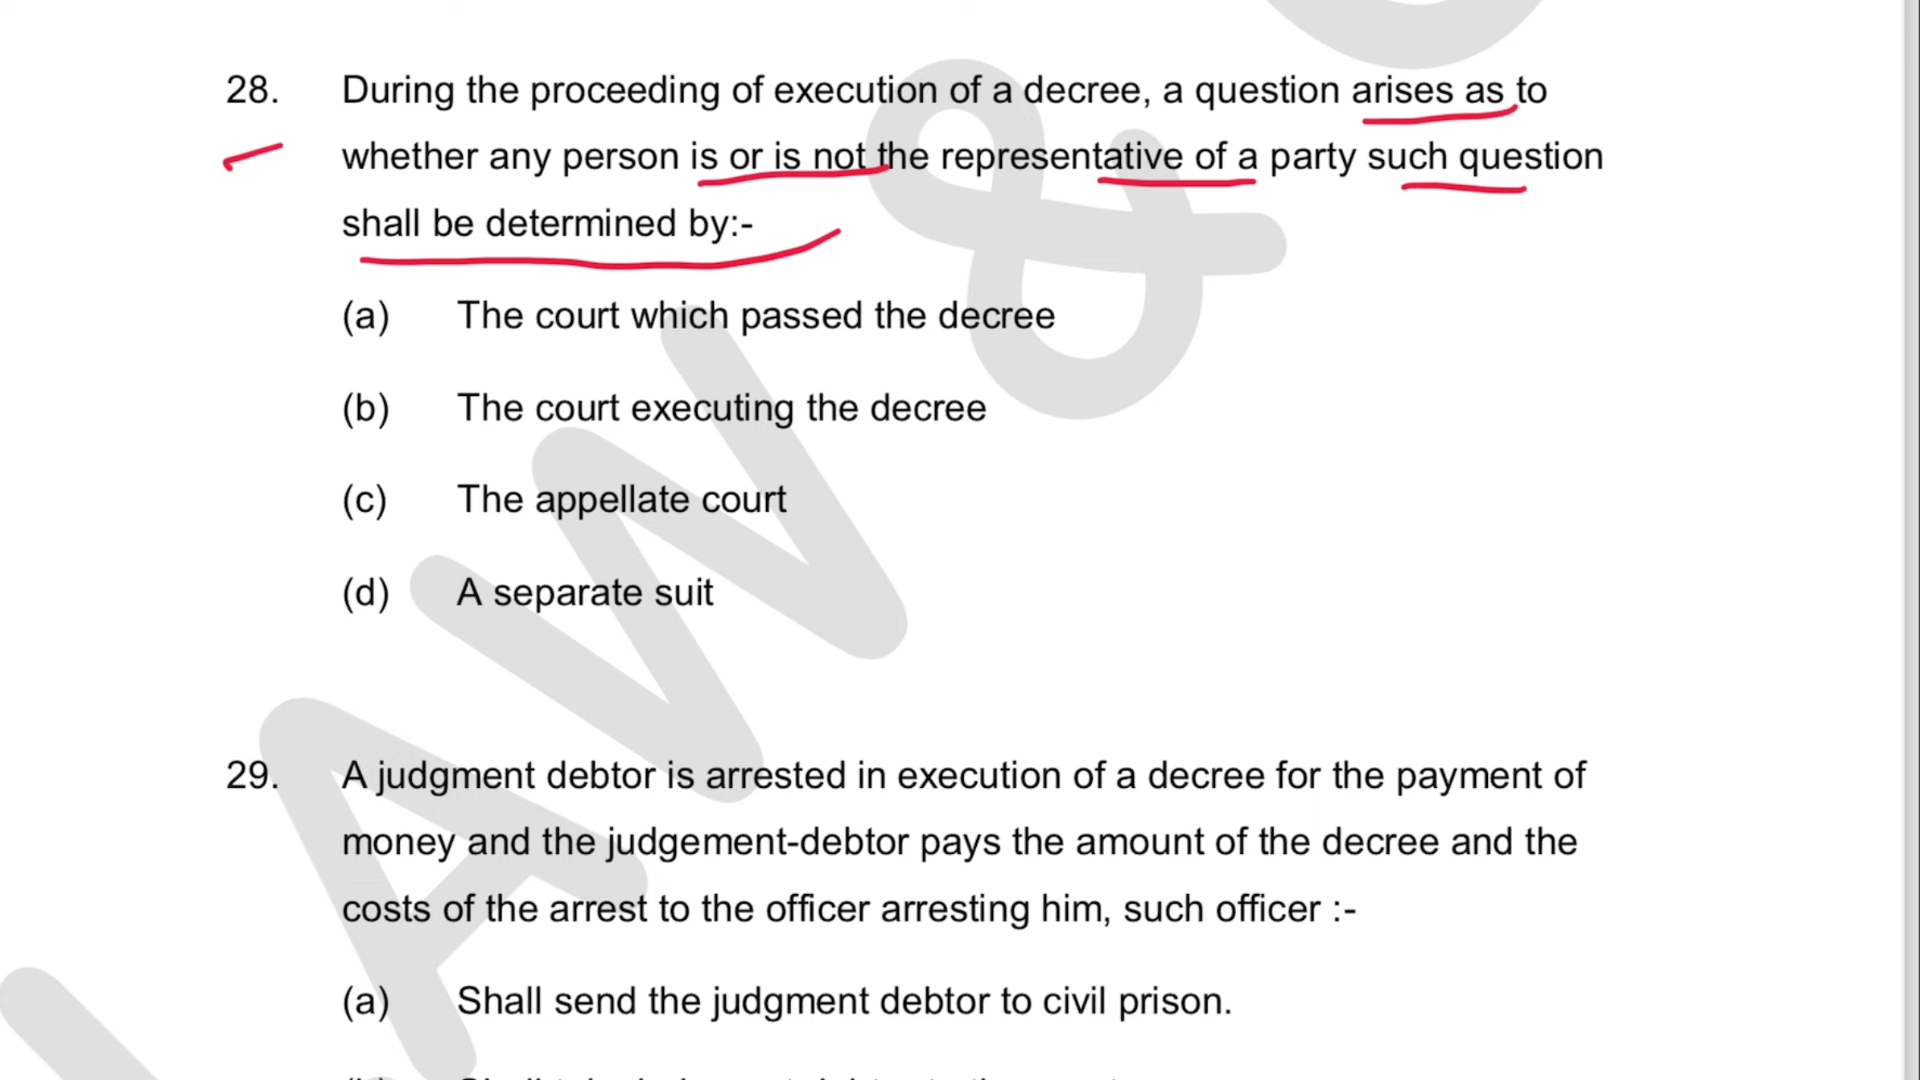 28. During the proceeding of execution of a decree, a question arises as to
whether any person is or is not the representative of a party such question
shall be determined by:-
(a) The court which passed the decree
(b) The court executing the decree
(c) The appellate court
(d) A separate suit
29. A judgment debtor is arrested in execution of a decree for the payment of
money and the judgement-debtor pays the amount of the decree and the
costs of the arrest to the officer arresting him, such officer :-
(a) Shall send the judgment debtor to civil prison.